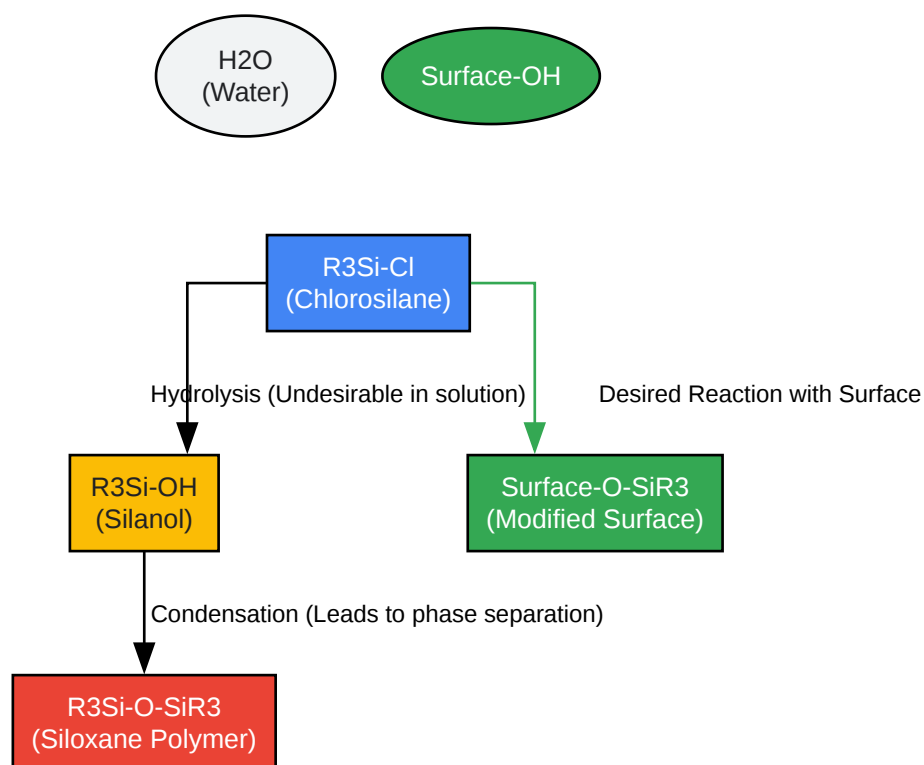 H2O
(Water)
Surface-OH
R3Si-Cl
(Chlorosilane)
Hydrolysis (Undesirable in solution)
Desired Reaction with Surface
R3Si-OH
(Silanol)
Surface-O-SiR3
(Modified Surface)
Condensation (Leads to phase separation)
R3Si-O-SiR3
(Siloxane Polymer)